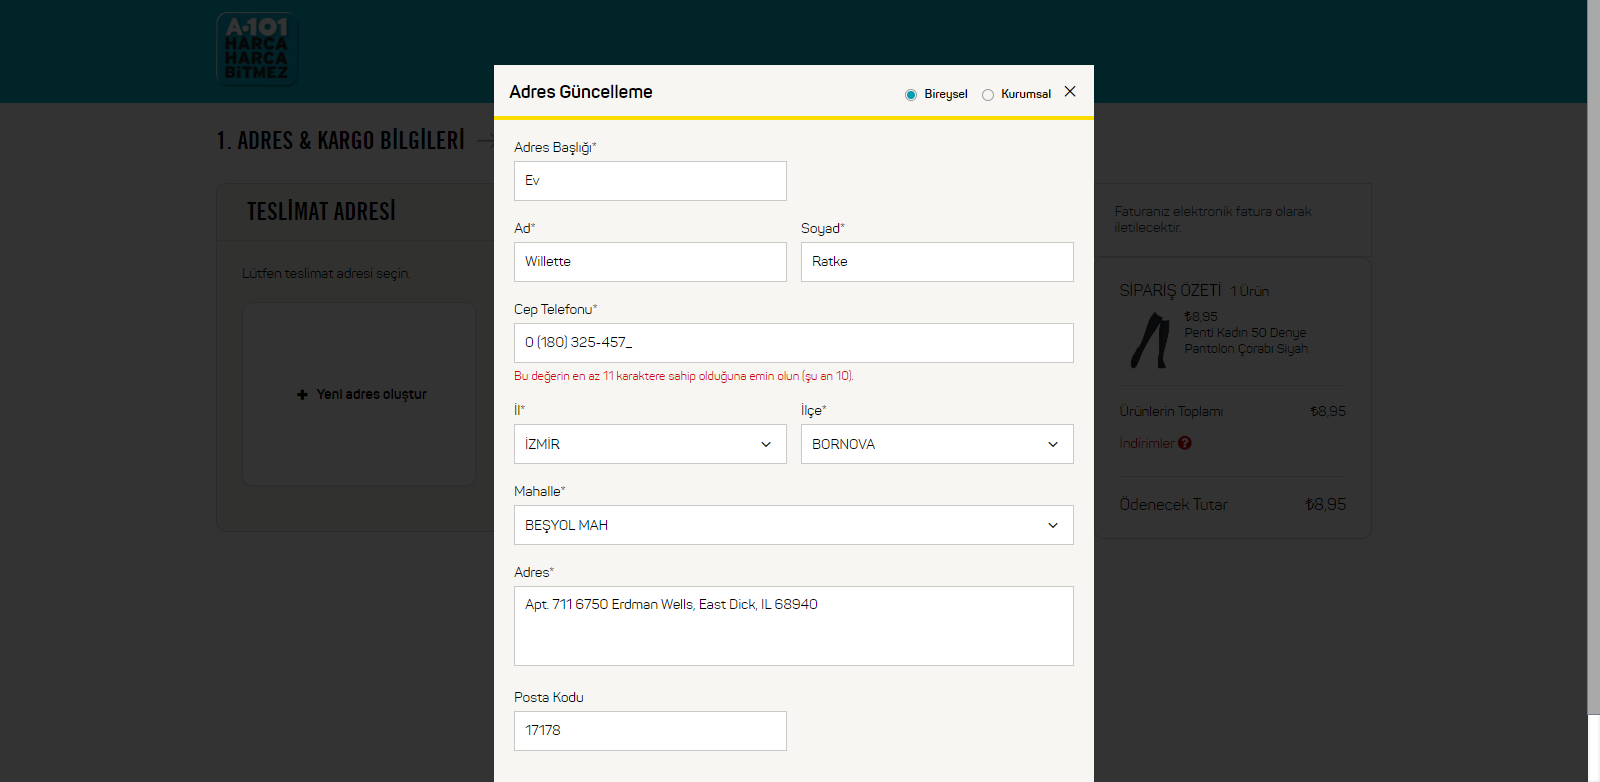 A·101
HARCA
HARCA
BİTMEZ
1. ADRES & KARGO BİLGİLERİ
TESLİMAT ADRESİ
Lütfen teslimat adresi seçin.
Yeni adres oluştur
Adres Güncelleme
Bireysel
Kurumsal
Adres Başlığı*
Ev
Ad*
Soyad*
Willette
Ratke
Cep Telefonu*
0 (180) 325-457_
Bu değerin en az 11 karaktere sahip olduğuna emin olun (şu an 10).
İl*
İlçe*
İZMİR
BORNOVA
Mahalle*
BEŞYOL MAH
Adres*
Apt. 711 6750 Erdman Wells, East Dick, IL 68940
Posta Kodu
17178
Faturanız elektronik fatura olarak
iletilecektir.
SİPARİŞ ÖZETİ 1 Ürün
₺8,95
Penti Kadın 50 Denye
Pantolon Çorabı Siyah
Ürünlerin Toplamı ₺8,95
İndirimler ?
Ödenecek Tutar ₺8,95